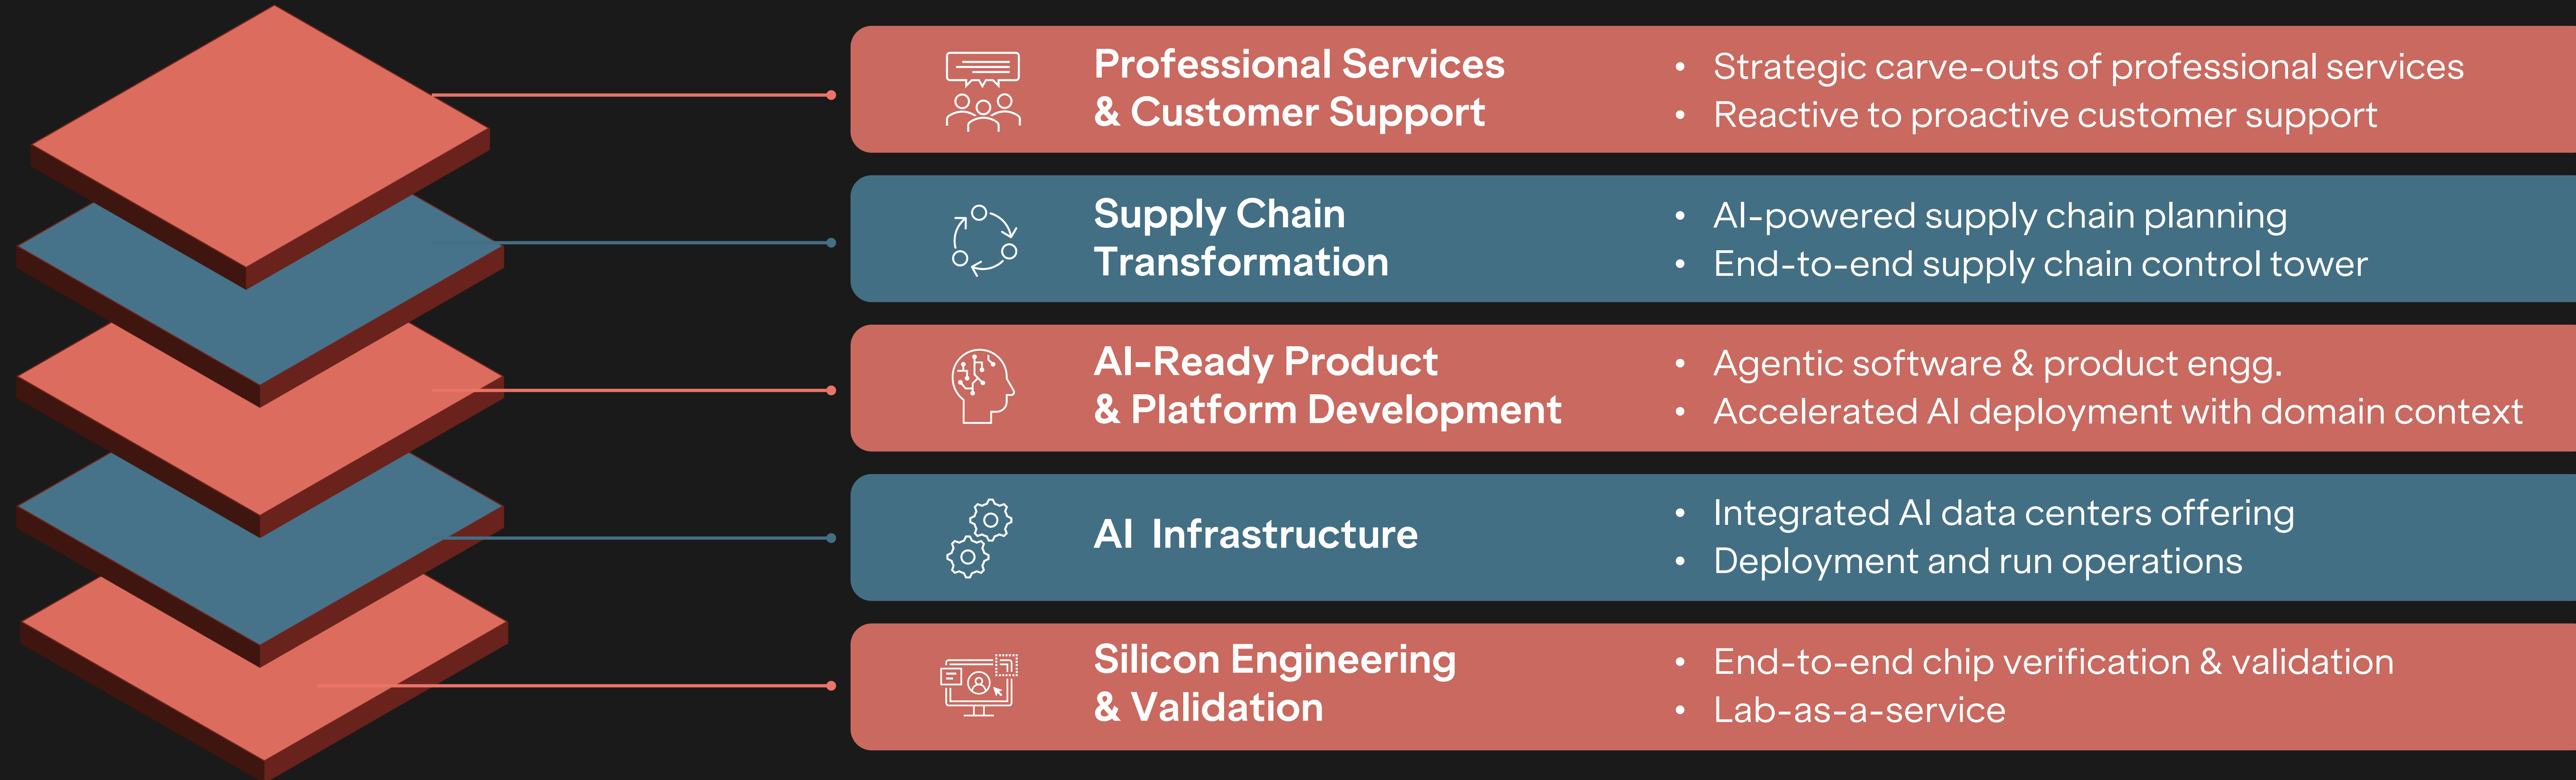 Professional Services
& Customer Support
• Strategic carve-outs of professional services
• Reactive to proactive customer support
Supply Chain
Transformation
• AI-powered supply chain planning
• End-to-end supply chain control tower
AI-Ready Product
& Platform Development
• Agentic software & product engg.
• Accelerated AI deployment with domain context
AI Infrastructure
• Integrated AI data centers offering
• Deployment and run operations
Silicon Engineering
& Validation
• End-to-end chip verification & validation
• Lab-as-a-service